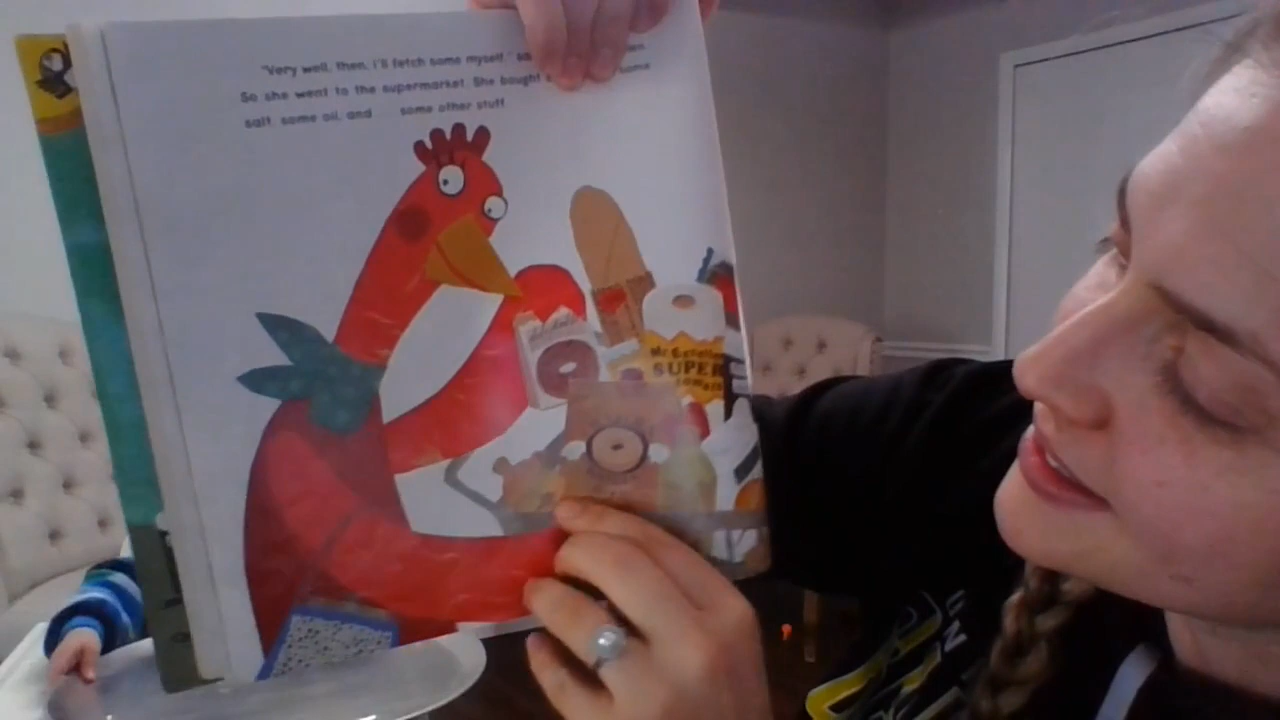 "Very well, then, I'll fetch some myself,"
So she went to the supermarket. She bought some
salt, some oil, and some other stuff.
SUPER